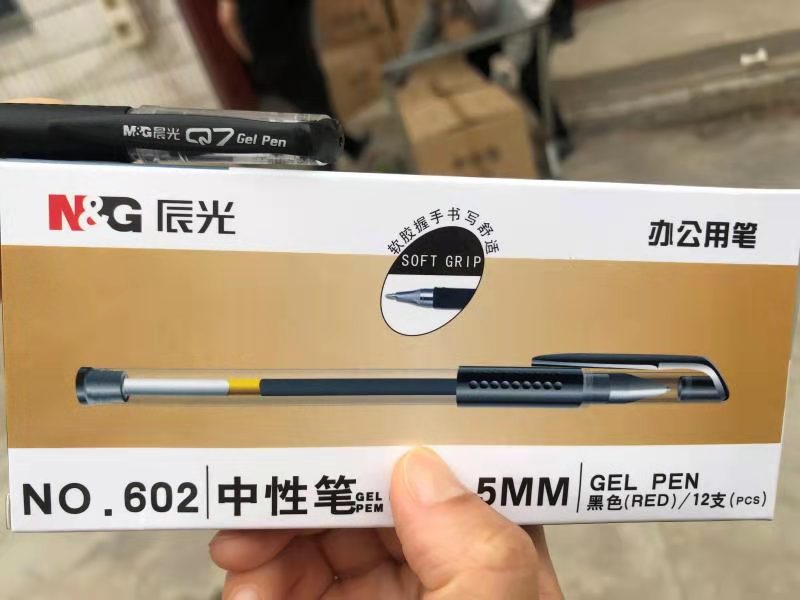 M&G晨光 Q7 Gel Pen
N&G 辰光
软胶握手书写舒适
SOFT GRIP
办公用笔
NO.602
中性笔
GEL
PEM
5MM
GEL PEN
黑色(RED)/12支(PCS)